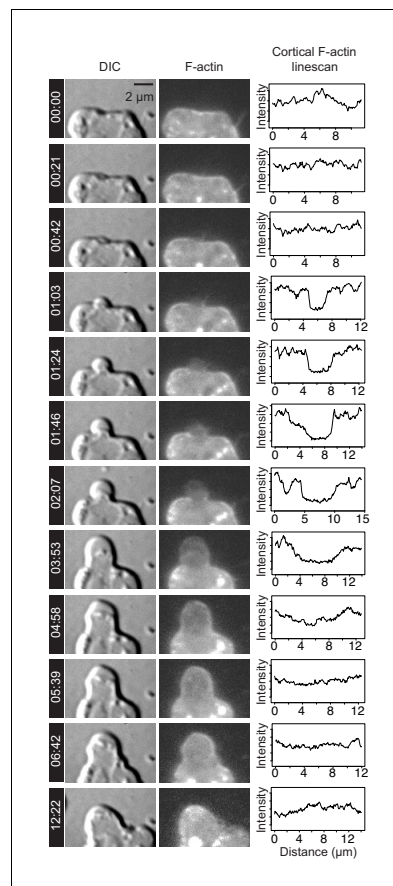 DIC F-actin Cortical F-actin
linescan
2 μm
00:00 Intensity
0 4 8
00:21 Intensity
0 4 8
00:42 Intensity
0 4 8
01:03 Intensity
0 4 8 12
01:24 Intensity
0 4 8 12
01:46 Intensity
0 4 8 12
02:07 Intensity
0 5 10 15
03:53 Intensity
0 4 8 12
04:58 Intensity
0 4 8 12
05:39 Intensity
0 4 8 12
06:42 Intensity
0 4 8 12
12:22 Intensity
0 4 8 12
Distance (μm)